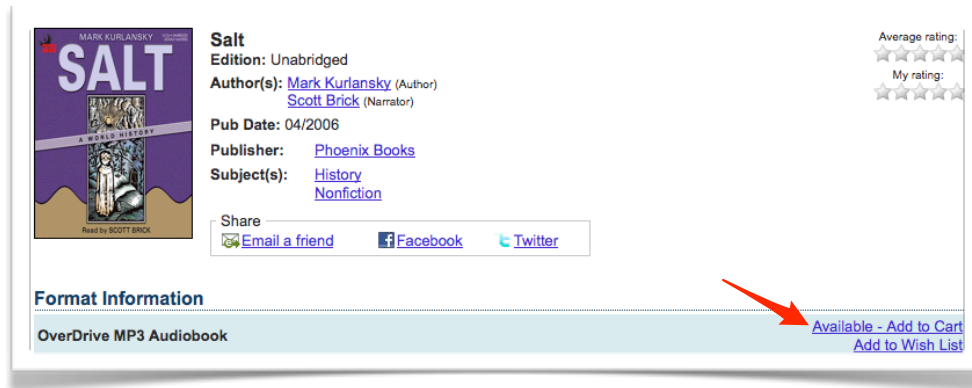 MARK KURLANSKY
SALT
A WORLD HISTORY
Read by SCOTT BRICK
Salt
Edition: Unabridged
Author(s): Mark Kurlansky (Author)
Scott Brick (Narrator)
Pub Date: 04/2006
Publisher: Phoenix Books
Subject(s): History
Nonfiction
Share
Email a friend Facebook Twitter
Average rating:
My rating:
Format Information
OverDrive MP3 Audiobook
Available - Add to Cart
Add to Wish List